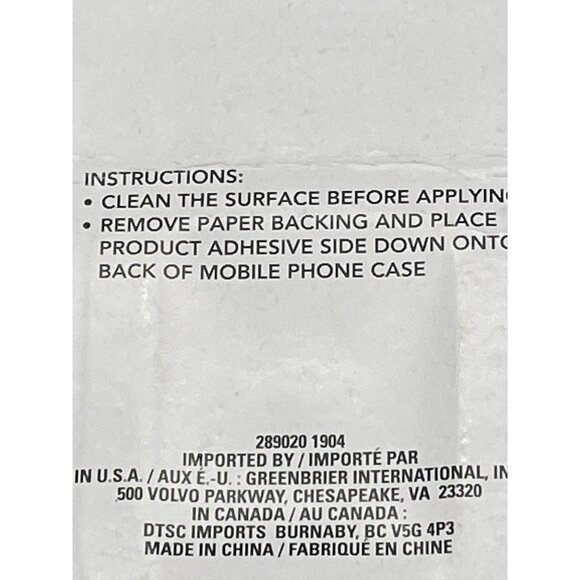 INSTRUCTIONS:
• CLEAN THE SURFACE BEFORE APPLYING
• REMOVE PAPER BACKING AND PLACE
PRODUCT ADHESIVE SIDE DOWN ONTO
BACK OF MOBILE PHONE CASE
289020 1904
IMPORTED BY / IMPORTÉ PAR
IN U.S.A. / AUX É.-U. : GREENBRIER INTERNATIONAL, IN
500 VOLVO PARKWAY, CHESAPEAKE, VA 23320
IN CANADA / AU CANADA :
DTSC IMPORTS BURNABY, BC V5G 4P3
MADE IN CHINA / FABRIQUÉ EN CHINE